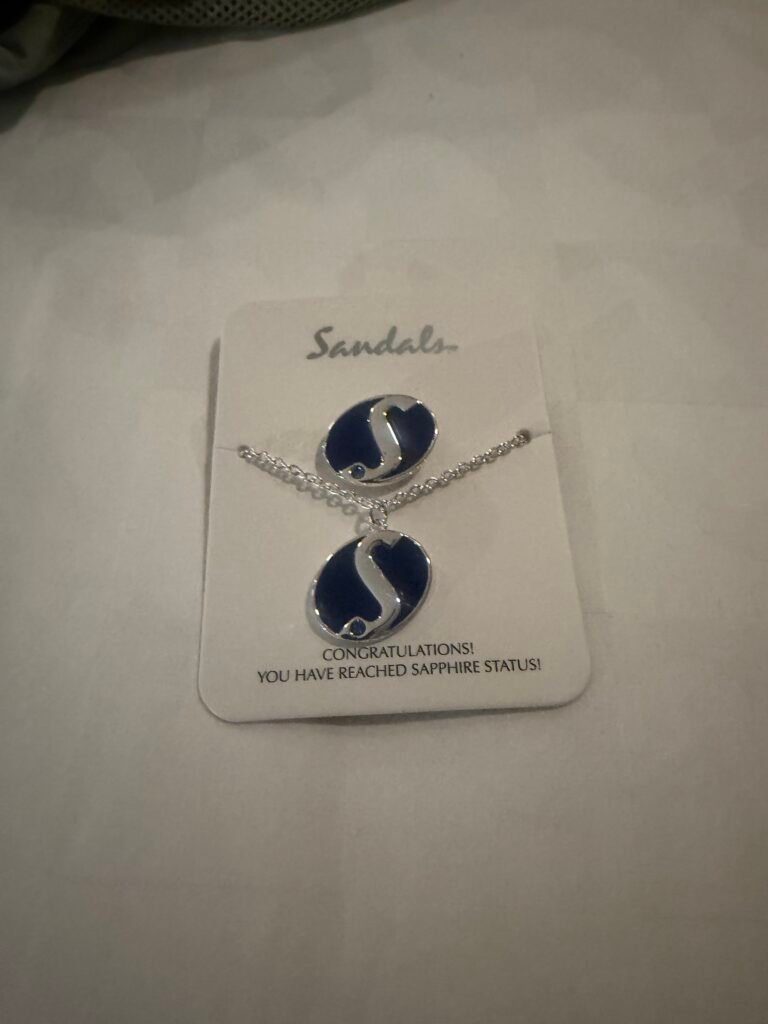 Sandals
S
S
CONGRATULATIONS!
YOU HAVE REACHED SAPPHIRE STATUS!